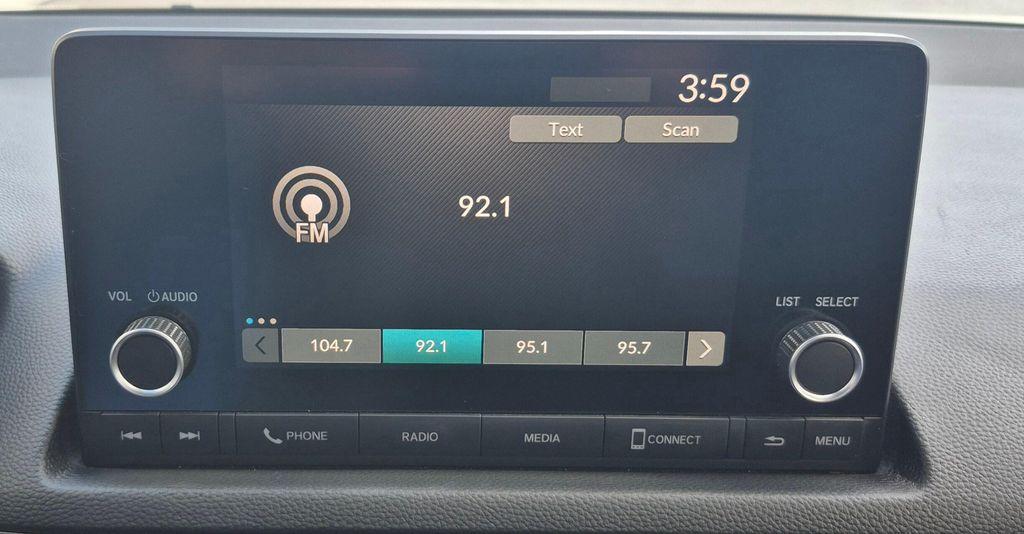 3:59
Text Scan
92.1
FM
VOL AUDIO
LIST SELECT
104.7 92.1 95.1 95.7
PHONE RADIO MEDIA CONNECT MENU